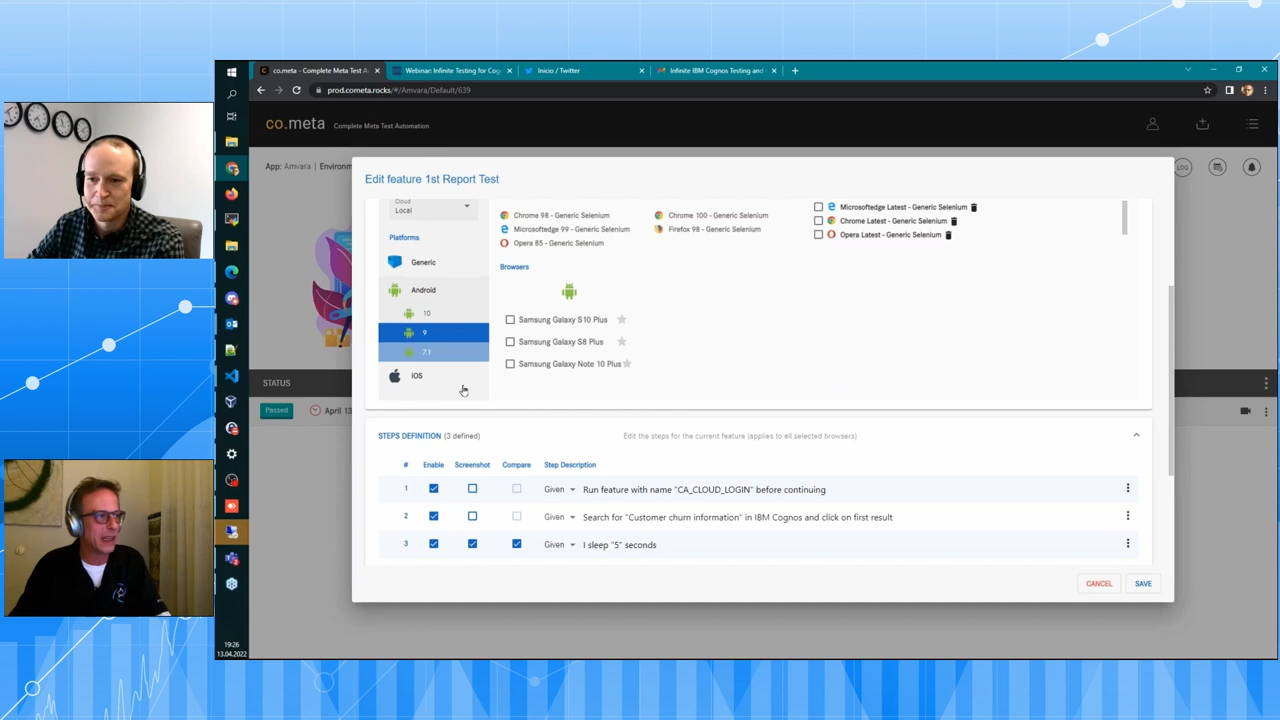 co.meta - Complete Meta Test A
Webinar: Infinite Testing for Cog
Inicio / Twitter
Infinite IBM Cognos Testing and
prod.cometa.rocks/#/Amvara/Default/639
co.meta Complete Meta Test Automation
App: Amvara | Environm
LOG
Edit feature 1st Report Test
Cloud
Local
Platforms
Generic
Android
10
9
7.1
iOS
Chrome 98 - Generic Selenium
Chrome 100 - Generic Selenium
Microsoftedge 99 - Generic Selenium
Firefox 98 - Generic Selenium
Opera 85 - Generic Selenium
Browsers
Samsung Galaxy S10 Plus
Samsung Galaxy S8 Plus
Samsung Galaxy Note 10 Plus
Microsoftedge Latest - Generic Selenium
Chrome Latest - Generic Selenium
Opera Latest - Generic Selenium
STATUS
Passed
April 13
STEPS DEFINITION (3 defined)
Edit the steps for the current feature (applies to all selected browsers)
# Enable Screenshot Compare Step Description
1 Given Run feature with name "CA_CLOUD_LOGIN" before continuing
2 Given Search for "Customer churn information" in IBM Cognos and click on first result
3 Given I sleep "5" seconds
CANCEL SAVE
19:26
13.04.2022